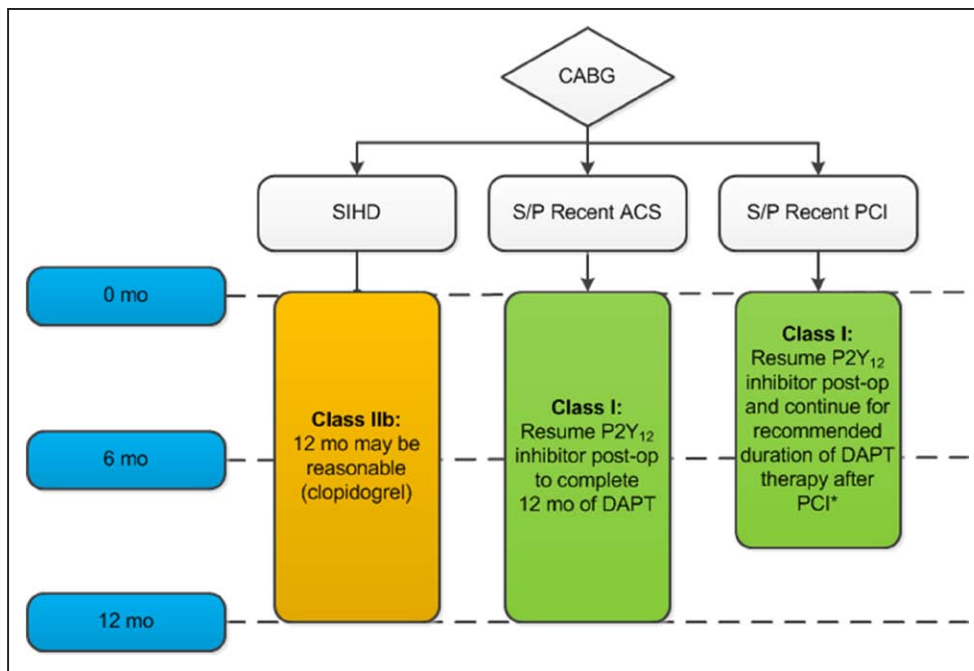 CABG
SIHD
S/P Recent ACS
S/P Recent PCI
0 mo
Class I:
Resume P2Y₁₂
inhibitor post-op
and continue for
recommended
duration of DAPT
therapy after
PCI*
Class IIb:
12 mo may be
reasonable
(clopidogrel)
Class I:
Resume P2Y₁₂
inhibitor post-op
to complete
12 mo of DAPT
6 mo
12 mo